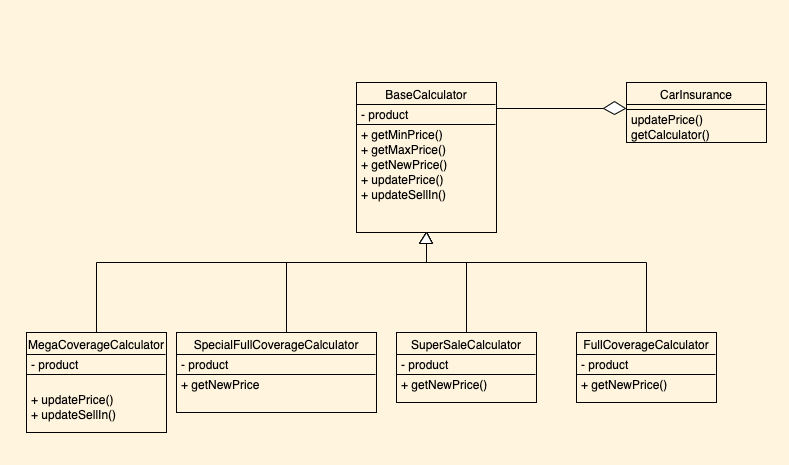 BaseCalculator
- product
+ getMinPrice()
+ getMaxPrice()
+ getNewPrice()
+ updatePrice()
+ updateSellIn()
CarInsurance
updatePrice()
getCalculator()
MegaCoverageCalculator
- product
+ updatePrice()
+ updateSellIn()
SpecialFullCoverageCalculator
- product
+ getNewPrice
SuperSaleCalculator
- product
+ getNewPrice()
FullCoverageCalculator
- product
+ getNewPrice()